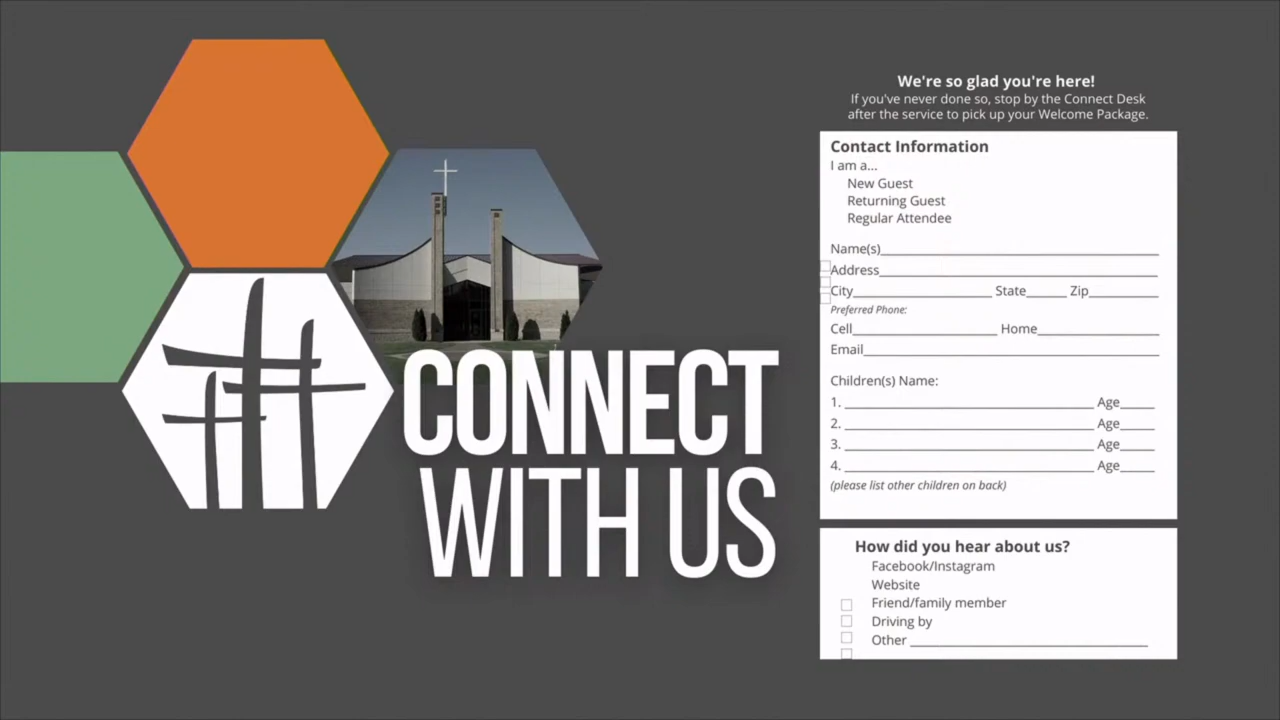 CONNECT
WITH US
We're so glad you're here!
If you've never done so, stop by the Connect Desk
after the service to pick up your Welcome Package.
Contact Information
I am a...
New Guest
Returning Guest
Regular Attendee
Name(s)
Address
City State Zip
Preferred Phone:
Cell Home
Email
Children(s) Name:
1. Age
2. Age
3. Age
4. Age
(please list other children on back)
How did you hear about us?
Facebook/Instagram
Website
Friend/family member
Driving by
Other